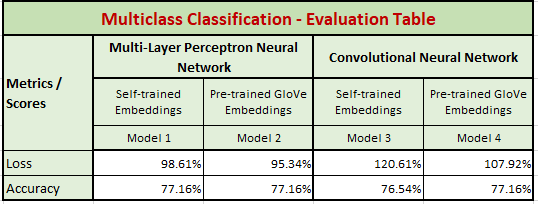 Multiclass Classification - Evaluation Table
Metrics /
Scores
Multi-Layer Perceptron Neural
Network
Convolutional Neural Network
Self-trained
Embeddings
Pre-trained GloVe
Embeddings
Self-trained
Embeddings
Pre-trained GloVe
Embeddings
Model 1
Model 2
Model 3
Model 4
Loss
98.61%
95.34%
120.61%
107.92%
Accuracy
77.16%
77.16%
76.54%
77.16%